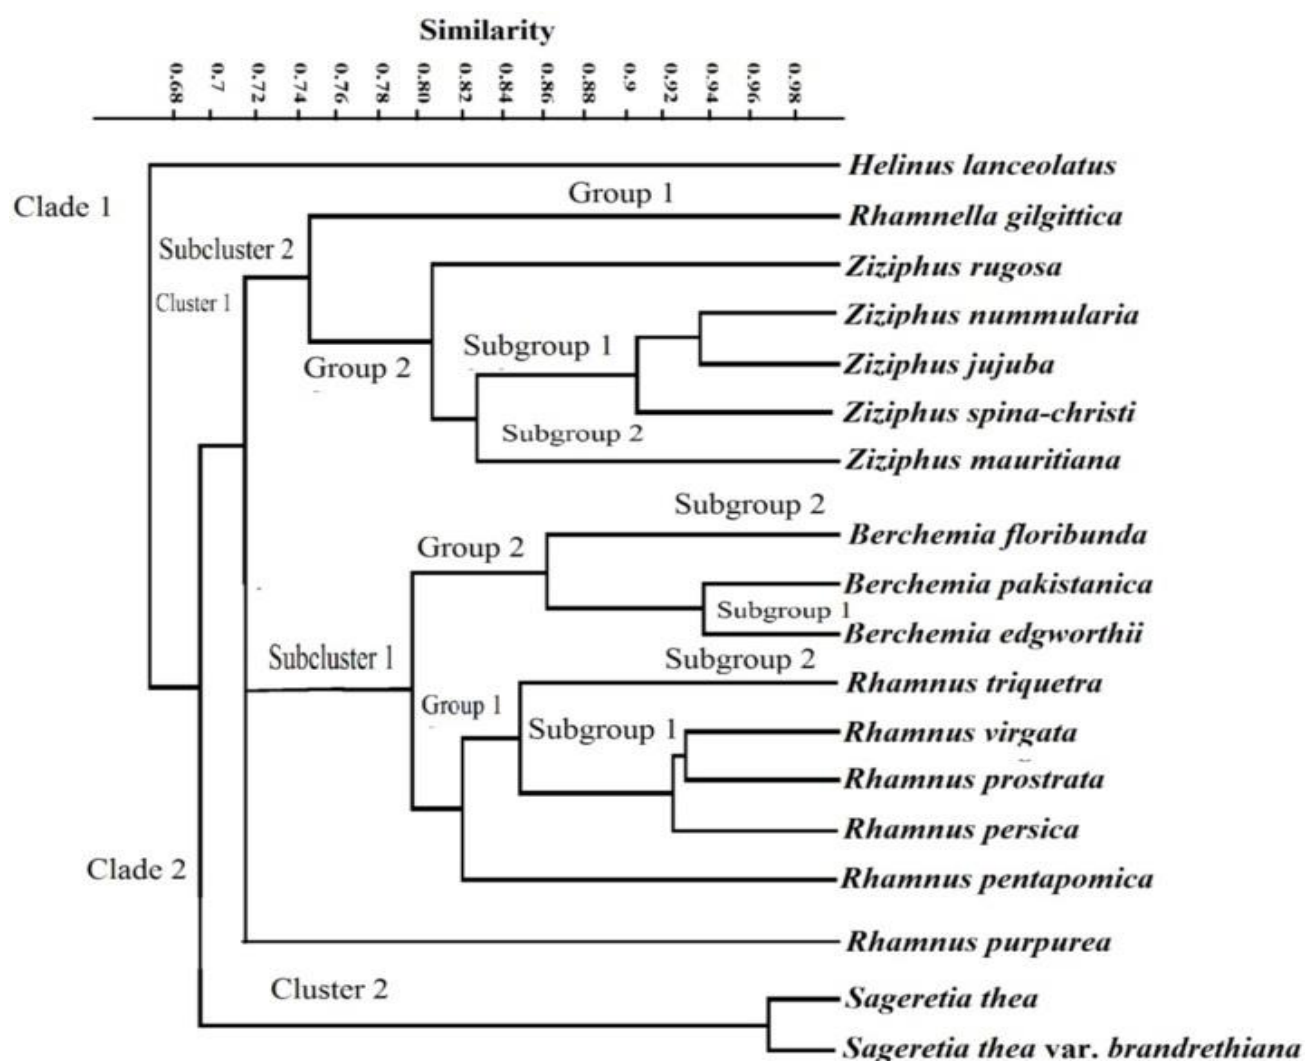 Similarity
0.68 0.7 0.72 0.74 0.76 0.78 0.80 0.82 0.84 0.86 0.88 0.9 0.92 0.94 0.96 0.98
Helinus lanceolatus
Clade 1
Group 1
Rhamnella gilgittica
Subcluster 2
Ziziphus rugosa
Cluster 1
Ziziphus nummularia
Subgroup 1
Group 2
Ziziphus jujuba
Ziziphus spina-christi
Subgroup 2
Ziziphus mauritiana
Subgroup 2
Berchemia floribunda
Group 2
Berchemia pakistanica
Subgroup 1
Berchemia edgworthii
Subcluster 1
Subgroup 2
Rhamnus triquetra
Group 1
Subgroup 1
Rhamnus virgata
Rhamnus prostrata
Rhamnus persica
Clade 2
Rhamnus pentapomica
Rhamnus purpurea
Cluster 2
Sageretia thea
Sageretia thea var. brandrethiana